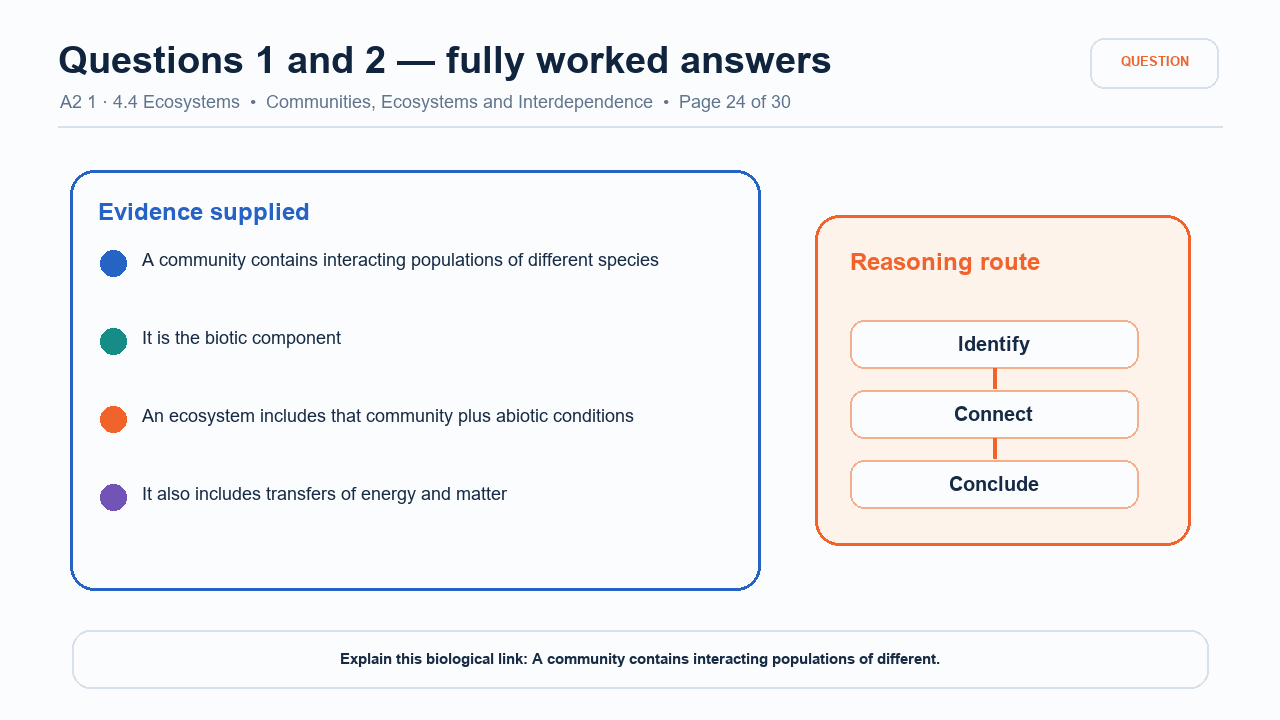 Questions 1 and 2 — fully worked answers
QUESTION
A2 1 · 4.4 Ecosystems • Communities, Ecosystems and Interdependence • Page 24 of 30
Evidence supplied
A community contains interacting populations of different species
It is the biotic component
An ecosystem includes that community plus abiotic conditions
It also includes transfers of energy and matter
Reasoning route
Identify
Connect
Conclude
Explain this biological link: A community contains interacting populations of different.